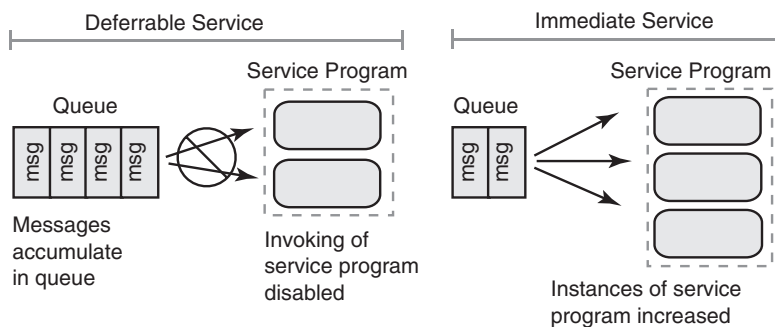 Deferrable Service
Service Program
Queue
msg
msg
msg
msg
Messages
accumulate
in queue
Invoking of
service program
disabled
Immediate Service
Service Program
Queue
msg
msg
Instances of service
program increased